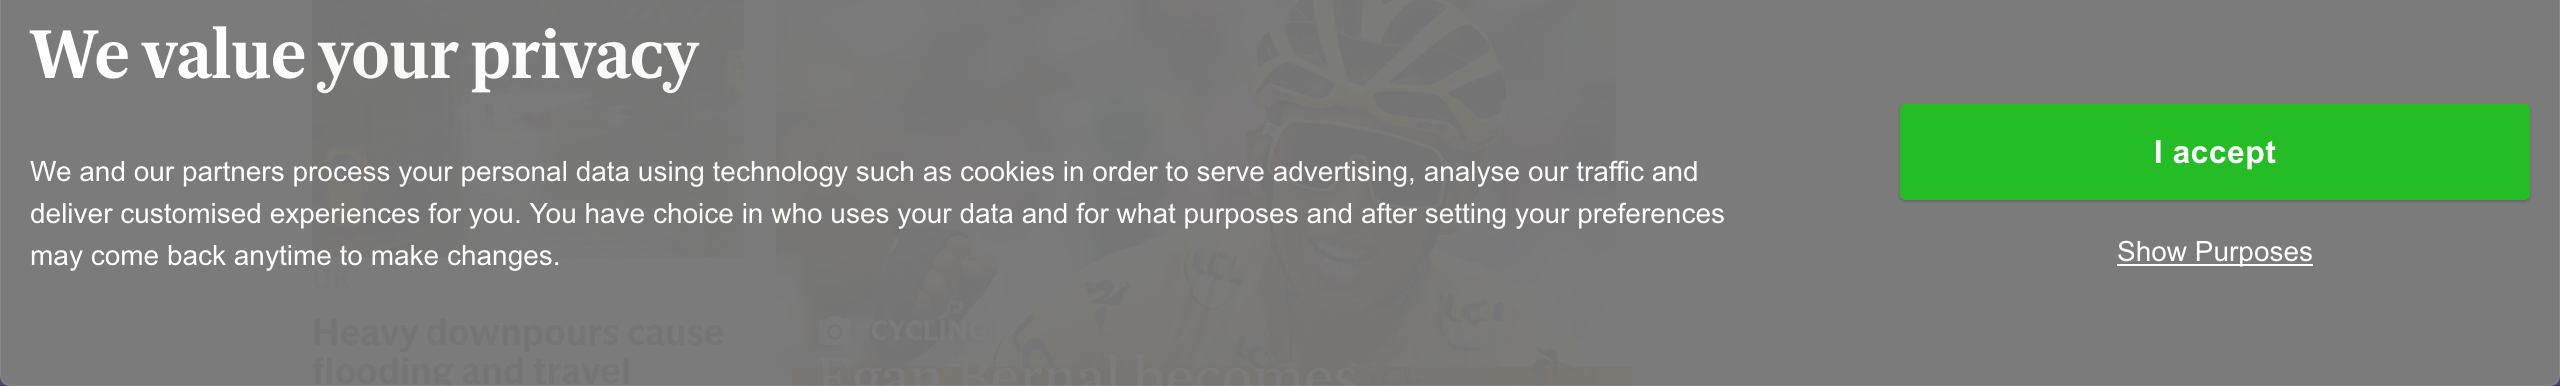 We value your privacy
We and our partners process your personal data using technology such as cookies in order to serve advertising, analyse our traffic and
deliver customised experiences for you. You have choice in who uses your data and for what purposes and after setting your preferences
may come back anytime to make changes.
I accept
Show Purposes
UK
Heavy downpours cause
flooding and travel
CYCLING
Egan Bernal becomes
LCL
LCL
LCL